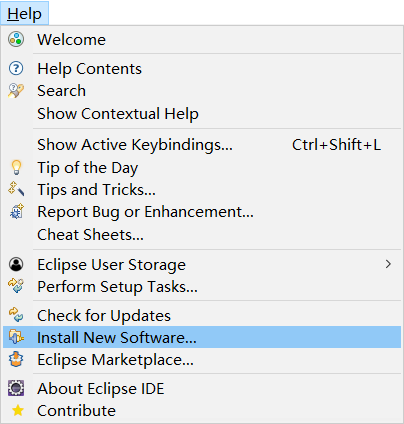 Help
Welcome
Help Contents
Search
Show Contextual Help
Show Active Keybindings... Ctrl+Shift+L
Tip of the Day
Tips and Tricks...
Report Bug or Enhancement...
Cheat Sheets...
Eclipse User Storage
Perform Setup Tasks...
Check for Updates
Install New Software...
Eclipse Marketplace...
About Eclipse IDE
Contribute